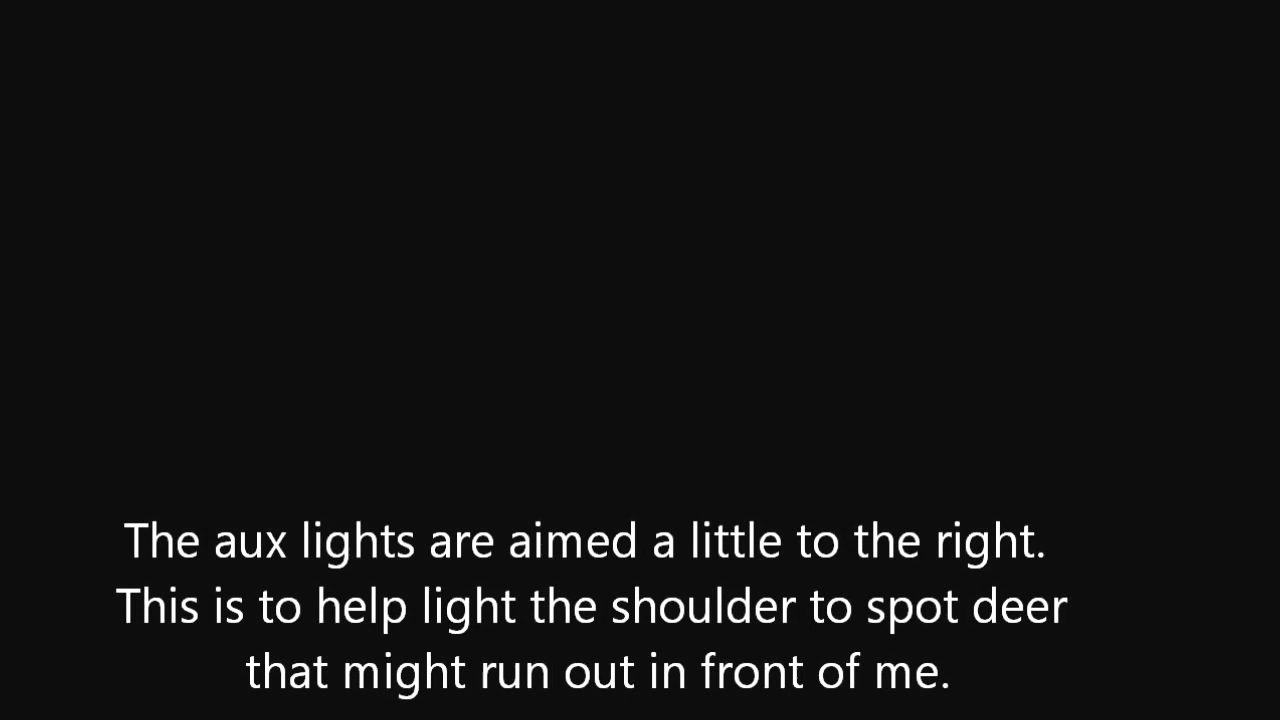 The aux lights are aimed a little to the right.
This is to help light the shoulder to spot deer
that might run out in front of me.